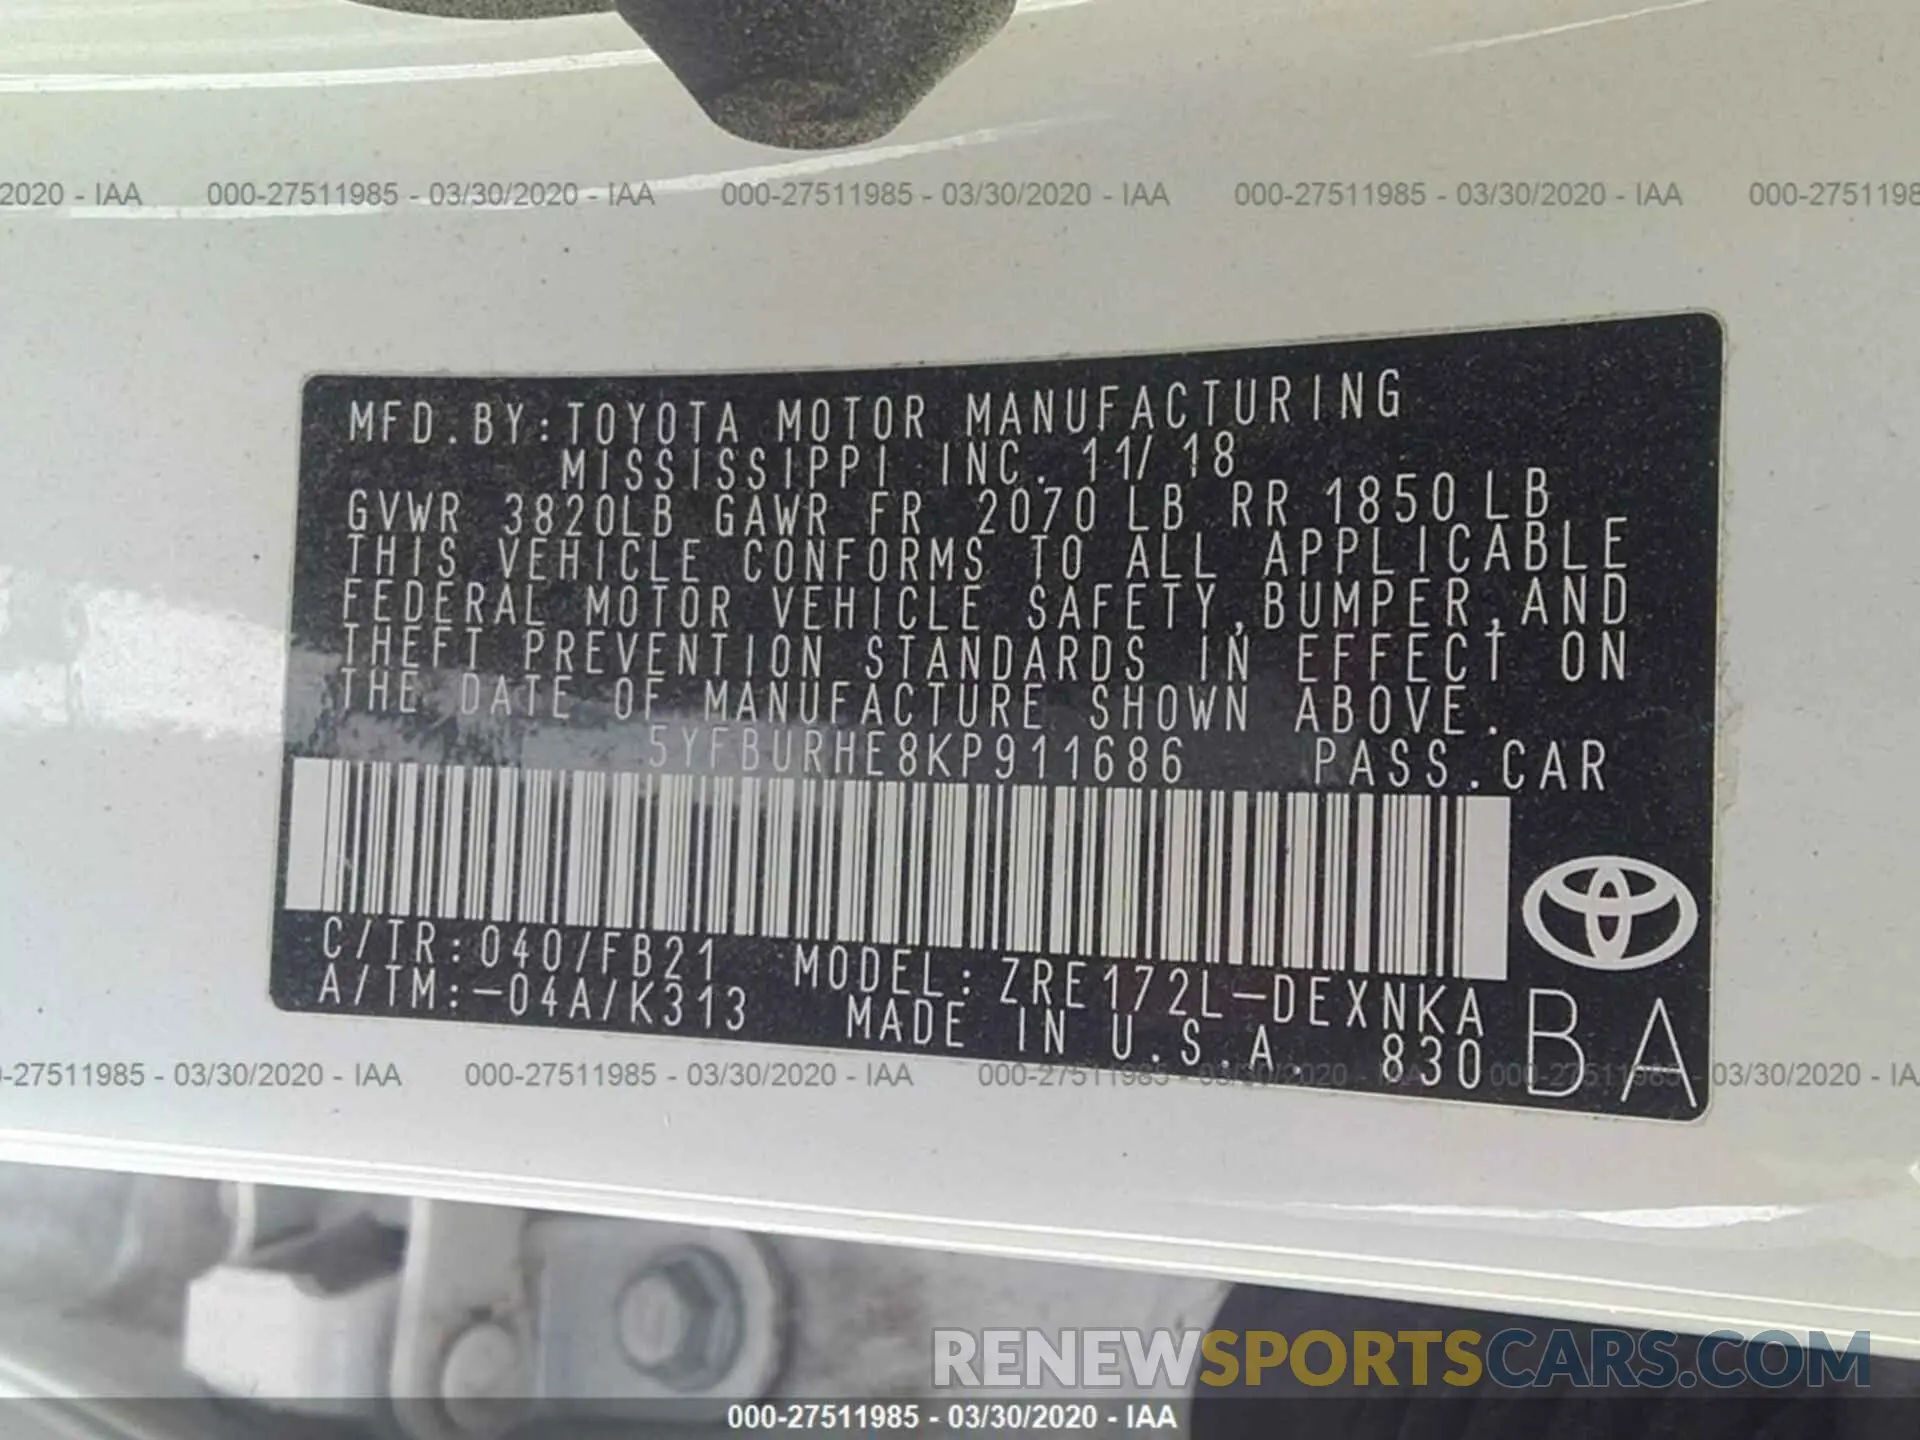 2020 - IAA 000-27511985 - 03/30/2020 - IAA 000-27511985 - 03/30/2020 - IAA 000-27511985 - 03/30/2020 - IAA 000-2751198
MFD.BY:TOYOTA MOTOR MANUFACTURING
MISSISSIPPI INC. 11/18
GVWR 3820LB GAWR FR 2070LB RR 1850LB
THIS VEHICLE CONFORMS TO ALL APPLICABLE
FEDERAL MOTOR VEHICLE SAFETY,BUMPER,AND
THEFT PREVENTION STANDARDS IN EFFECT ON
THE DATE OF MANUFACTURE SHOWN ABOVE.
5YFBURHE8KP911686 PASS.CAR
C/TR:040/FB21 MODEL:ZRE172L-DEXNKA
A/TM:-04A/K313 MADE IN U.S.A. 830 BA
-27511985 - 03/30/2020 - IAA 000-27511985 - 03/30/2020 - IAA 000-27511985 - 03/30/2020 - IAA 000-27511985 - 03/30/2020 - IA
RENEWSPORTSCARS.COM
000-27511985 - 03/30/2020 - IAA